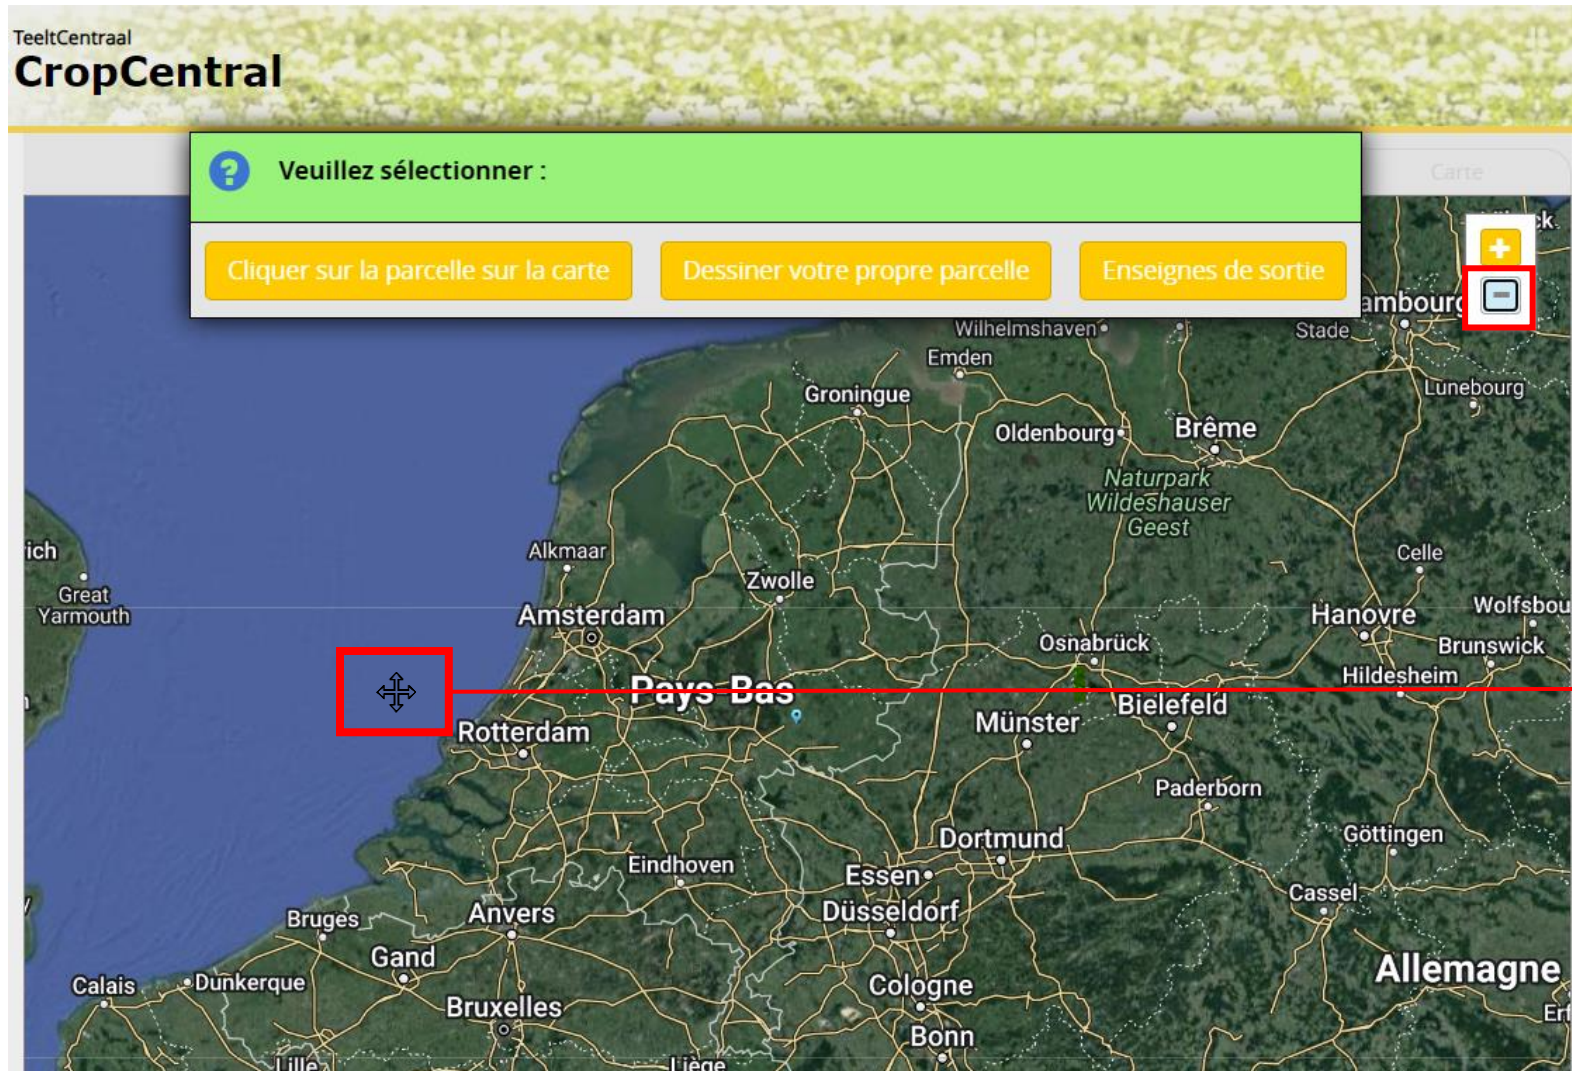 TeeltCentraal
CropCentral
Veuillez sélectionner :
Carte
Cliquer sur la parcelle sur la carte
Dessiner votre propre parcelle
Enseignes de sortie
Wilhelmshaven
Stade
Emden
Groningue
Lunebourg
Oldenbourg
Brême
Naturpark
Wildeshauser
Geest
Alkmaar
Celle
Zwolle
Great
Yarmouth
Amsterdam
Hanovre
Osnabrück
Brunswick
Hildesheim
Pays-Bas
Bielefeld
Münster
Rotterdam
Paderborn
Dortmund
Göttingen
Eindhoven
Essen
Cassel
Bruges
Anvers
Düsseldorf
Gand
Allemagne
Calais
Dunkerque
Cologne
Bruxelles
Bonn
Lille
Liège